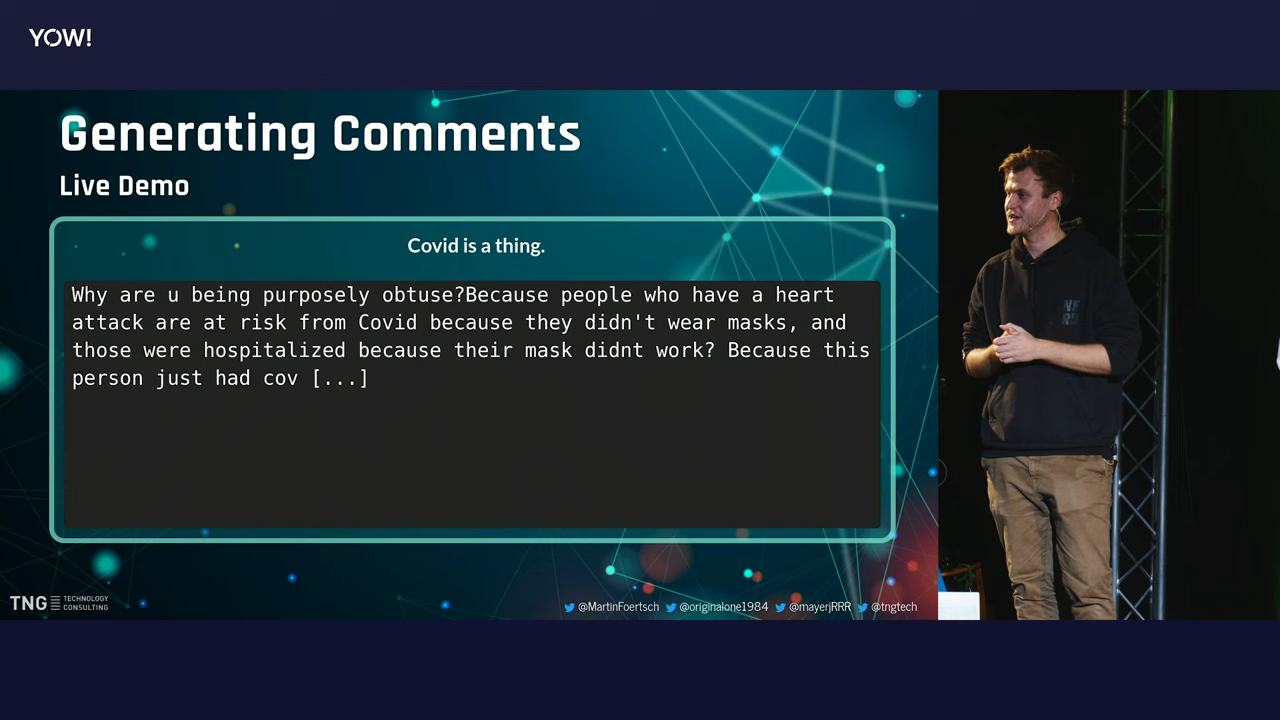 YOW!
Generating Comments
Live Demo
Covid is a thing.
Why are u being purposely obtuse?Because people who have a heart
attack are at risk from Covid because they didn't wear masks, and
those were hospitalized because their mask didnt work? Because this
person just had cov [...]
TNG TECHNOLOGY
CONSULTING
@MartinFoertsch @originalone1984 @mayerjRRR @tngtech